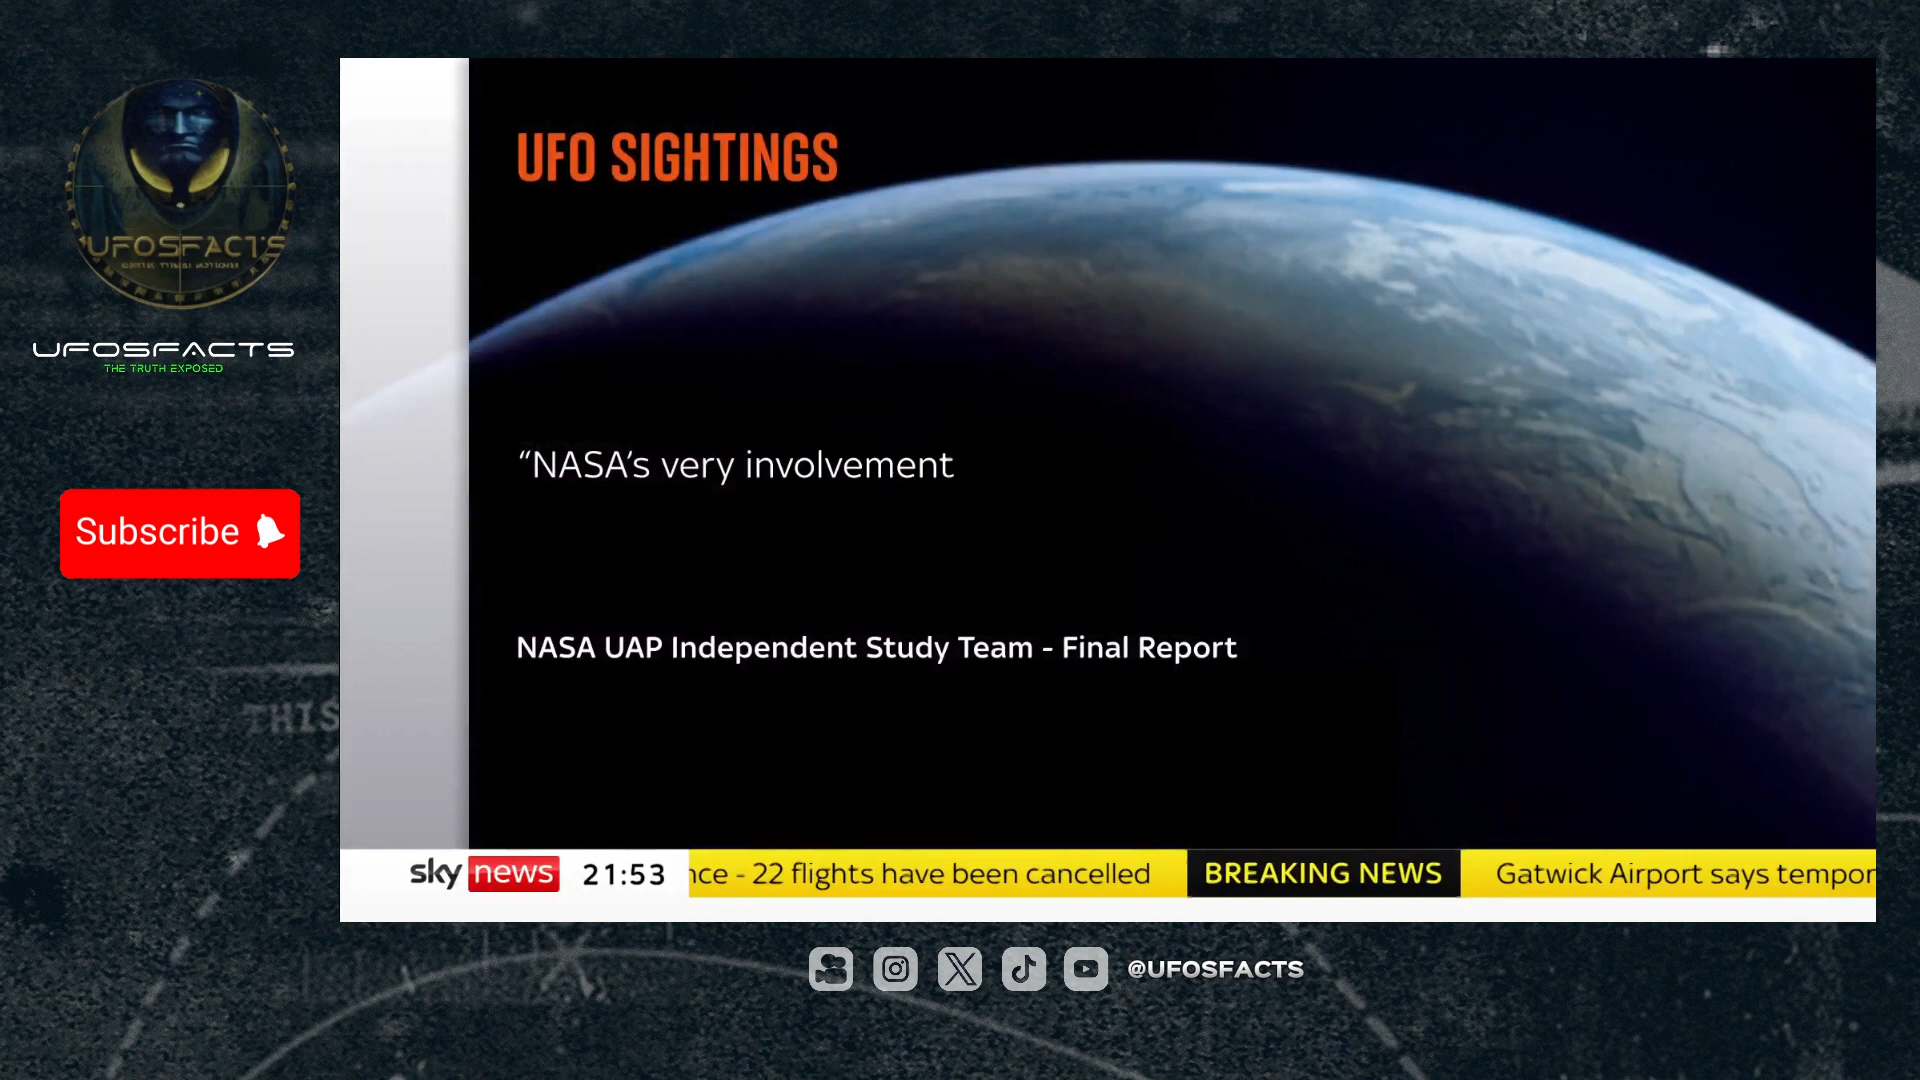 UFOSFACTS
UFOSFACTS
THE TRUTH EXPOSED
Subscribe
UFO SIGHTINGS
“NASA’s very involvement
NASA UAP Independent Study Team - Final Report
THIS
sky news 21:53 nce - 22 flights have been cancelled BREAKING NEWS Gatwick Airport says tempor
@UFOSFACTS